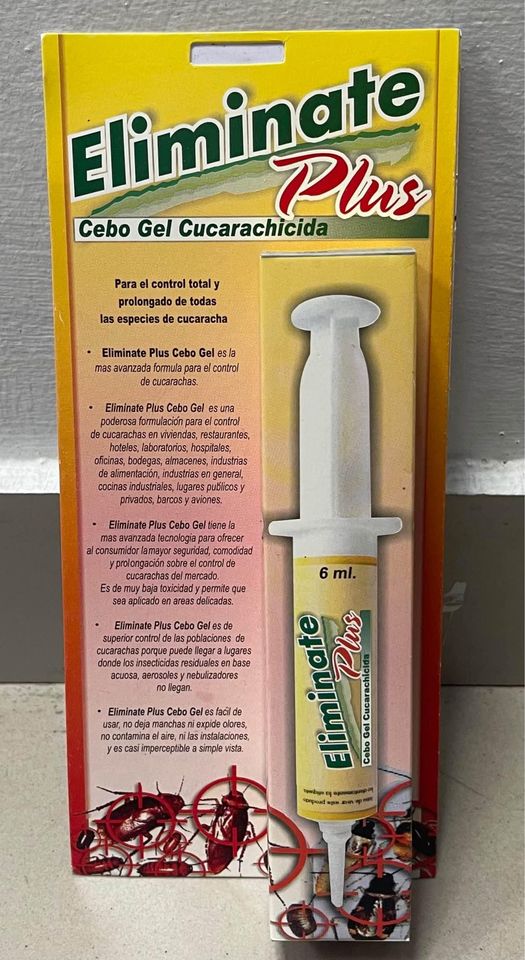 Eliminate
Plus
Cebo Gel Cucarachicida
Para el control total y
prolongado de todas
las especies de cucaracha
• Eliminate Plus Cebo Gel es la
mas avanzada formula para el control
de cucarachas.
• Eliminate Plus Cebo Gel es una
poderosa formulación para el control
de cucarachas en viviendas, restaurantes,
hoteles, laboratorios, hospitales,
oficinas, bodegas, almacenes, industrias
de alimentación, industrias en general,
cocinas industriales, lugares publicos y
privados, barcos y aviones.
• Eliminate Plus Cebo Gel tiene la
mas avanzada tecnologia para ofrecer
al consumidor la mayor seguridad, comodidad
y prolongación sobre el control de
cucarachas del mercado.
Es de muy baja toxicidad y permite que
sea aplicado en areas delicadas.
• Eliminate Plus Cebo Gel es de
superior control de las poblaciones de
cucarachas porque puede llegar a lugares
donde los insecticidas residuales en base
acuosa, aerosoles y nebulizadores
no llegan.
• Eliminate Plus Cebo Gel es facil de
usar, no deja manchas ni expide olores,
no contamina el aire, ni las instalaciones,
y es casi imperceptible a simple vista.
6 ml.
Eliminate
Plus
Cebo Gel Cucarachicida
de usar este producto